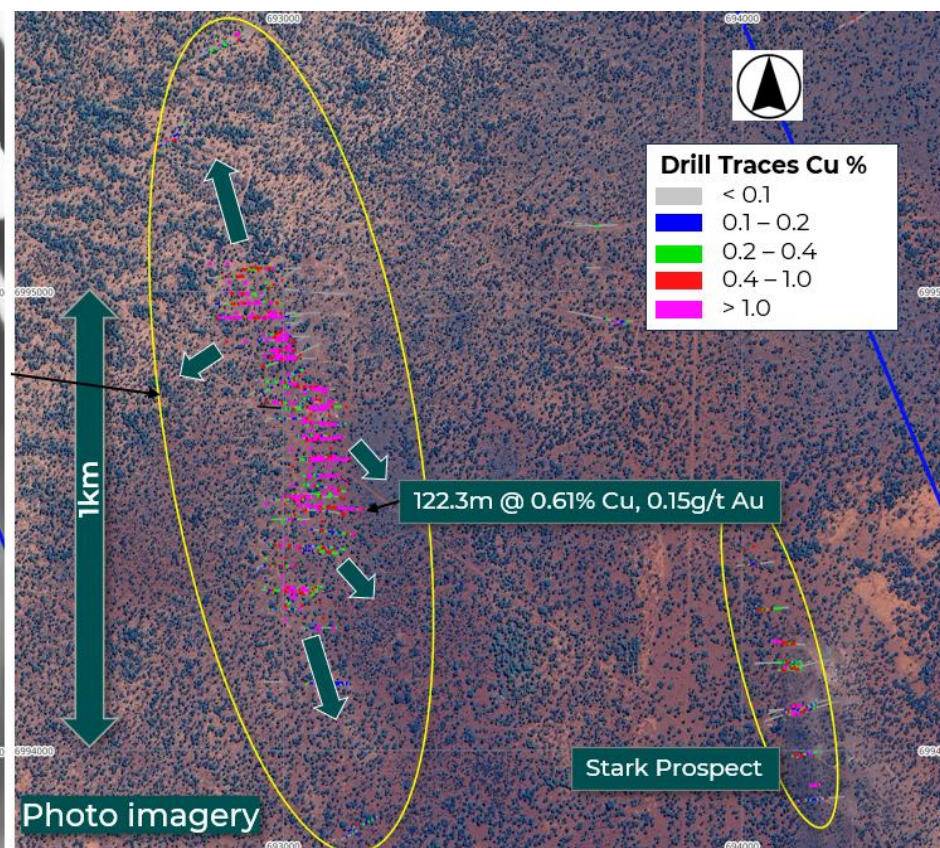 693000
694000
Drill Traces Cu %
< 0.1
0.1 – 0.2
0.2 – 0.4
0.4 – 1.0
> 1.0
6995000
6995
1km
122.3m @ 0.61% Cu, 0.15g/t Au
Stark Prospect
6994000
6994
Photo imagery
693000
694000